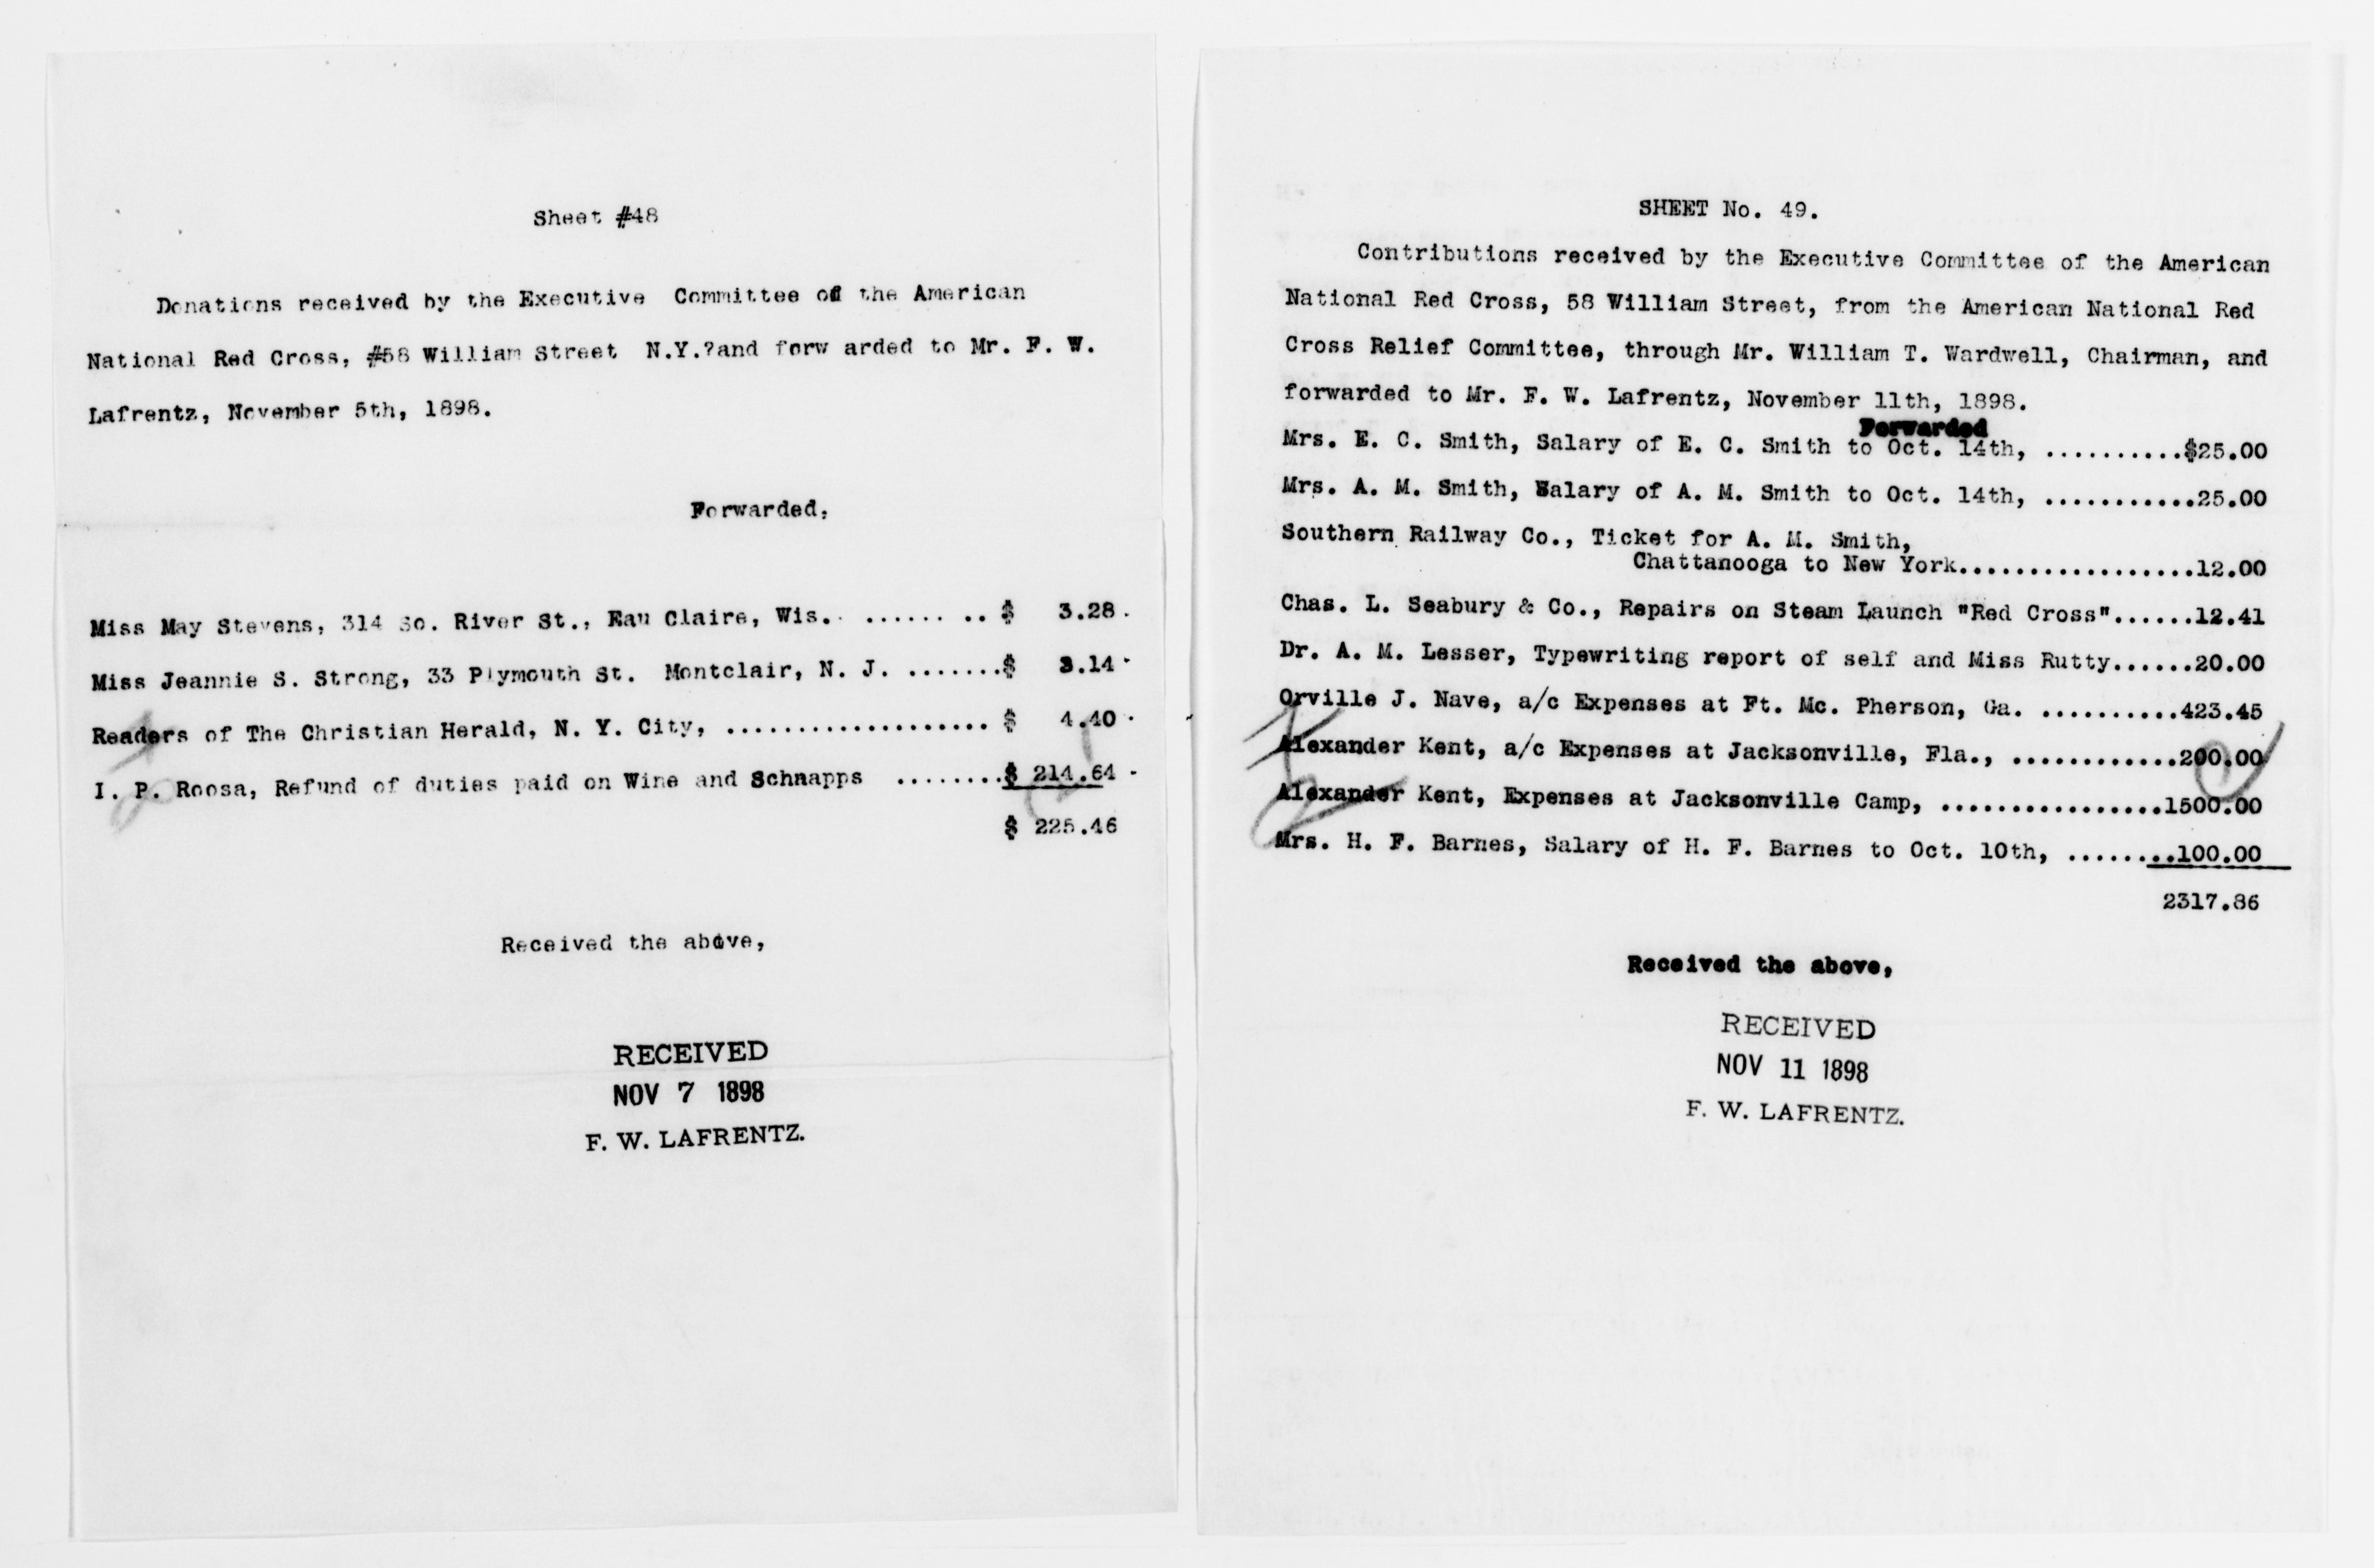 Sheet #48
Donations received by the Executive Committee of the American
National Red Cross, #58 William Street N.Y.?and forw arded to Mr. F. W.
Lafrentz, November 5th, 1898.
Forwarded,
Miss May Stevens, 314 So. River St., Eau Claire, Wis. ....... .. $ 3.28.
Miss Jeannie S. Strong, 33 Plymouth St. Montclair, N. J. .......$ 3.14
Readers of The Christian Herald, N. Y. City, ................... $ 4.40
I. P. Roosa, Refund of duties paid on Wine and Schnapps ........$ 214.64
$ 225.46
Received the above,
RECEIVED
NOV 7 1898
F. W. LAFRENTZ.
SHEET No. 49.
Contributions received by the Executive Committee of the American
National Red Cross, 58 William Street, from the American National Red
Cross Relief Committee, through Mr. William T. Wardwell, Chairman, and
forwarded to Mr. F. W. Lafrentz, November 11th, 1898.
Forwarded
Mrs. E. C. Smith, Salary of E. C. Smith to Oct. 14th, ..........$25.00
Mrs. A. M. Smith, Salary of A. M. Smith to Oct. 14th, ...........25.00
Southern Railway Co., Ticket for A. M. Smith,
Chattanooga to New York.................12.00
Chas. L. Seabury & Co., Repairs on Steam Launch "Red Cross"......12.41
Dr. A. M. Lesser, Typewriting report of self and Miss Rutty......20.00
Orville J. Nave, a/c Expenses at Ft. Mc. Pherson, Ga. ..........423.45
Alexander Kent, a/c Expenses at Jacksonville, Fla., ............200.00
Alexander Kent, Expenses at Jacksonville Camp, ................1500.00
Mrs. H. F. Barnes, Salary of H. F. Barnes to Oct. 10th, ........100.00
2317.86
Received the above,
RECEIVED
NOV 11 1898
F. W. LAFRENTZ.